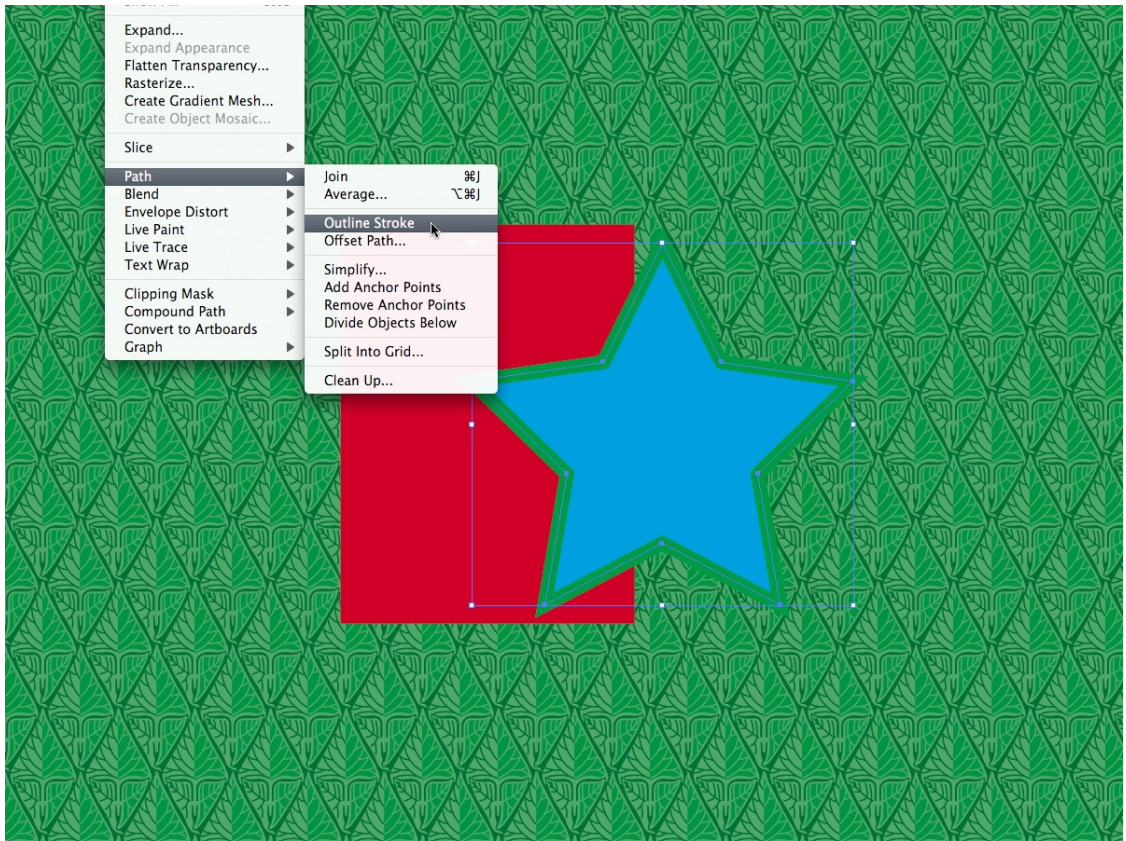 Expand...
Expand Appearance
Flatten Transparency...
Rasterize...
Create Gradient Mesh...
Create Object Mosaic...
Slice
Path
Blend
Envelope Distort
Live Paint
Live Trace
Text Wrap
Clipping Mask
Compound Path
Convert to Artboards
Graph
Join ⌘J
Average... ⌥⌘J
Outline Stroke
Offset Path...
Simplify...
Add Anchor Points
Remove Anchor Points
Divide Objects Below
Split Into Grid...
Clean Up...